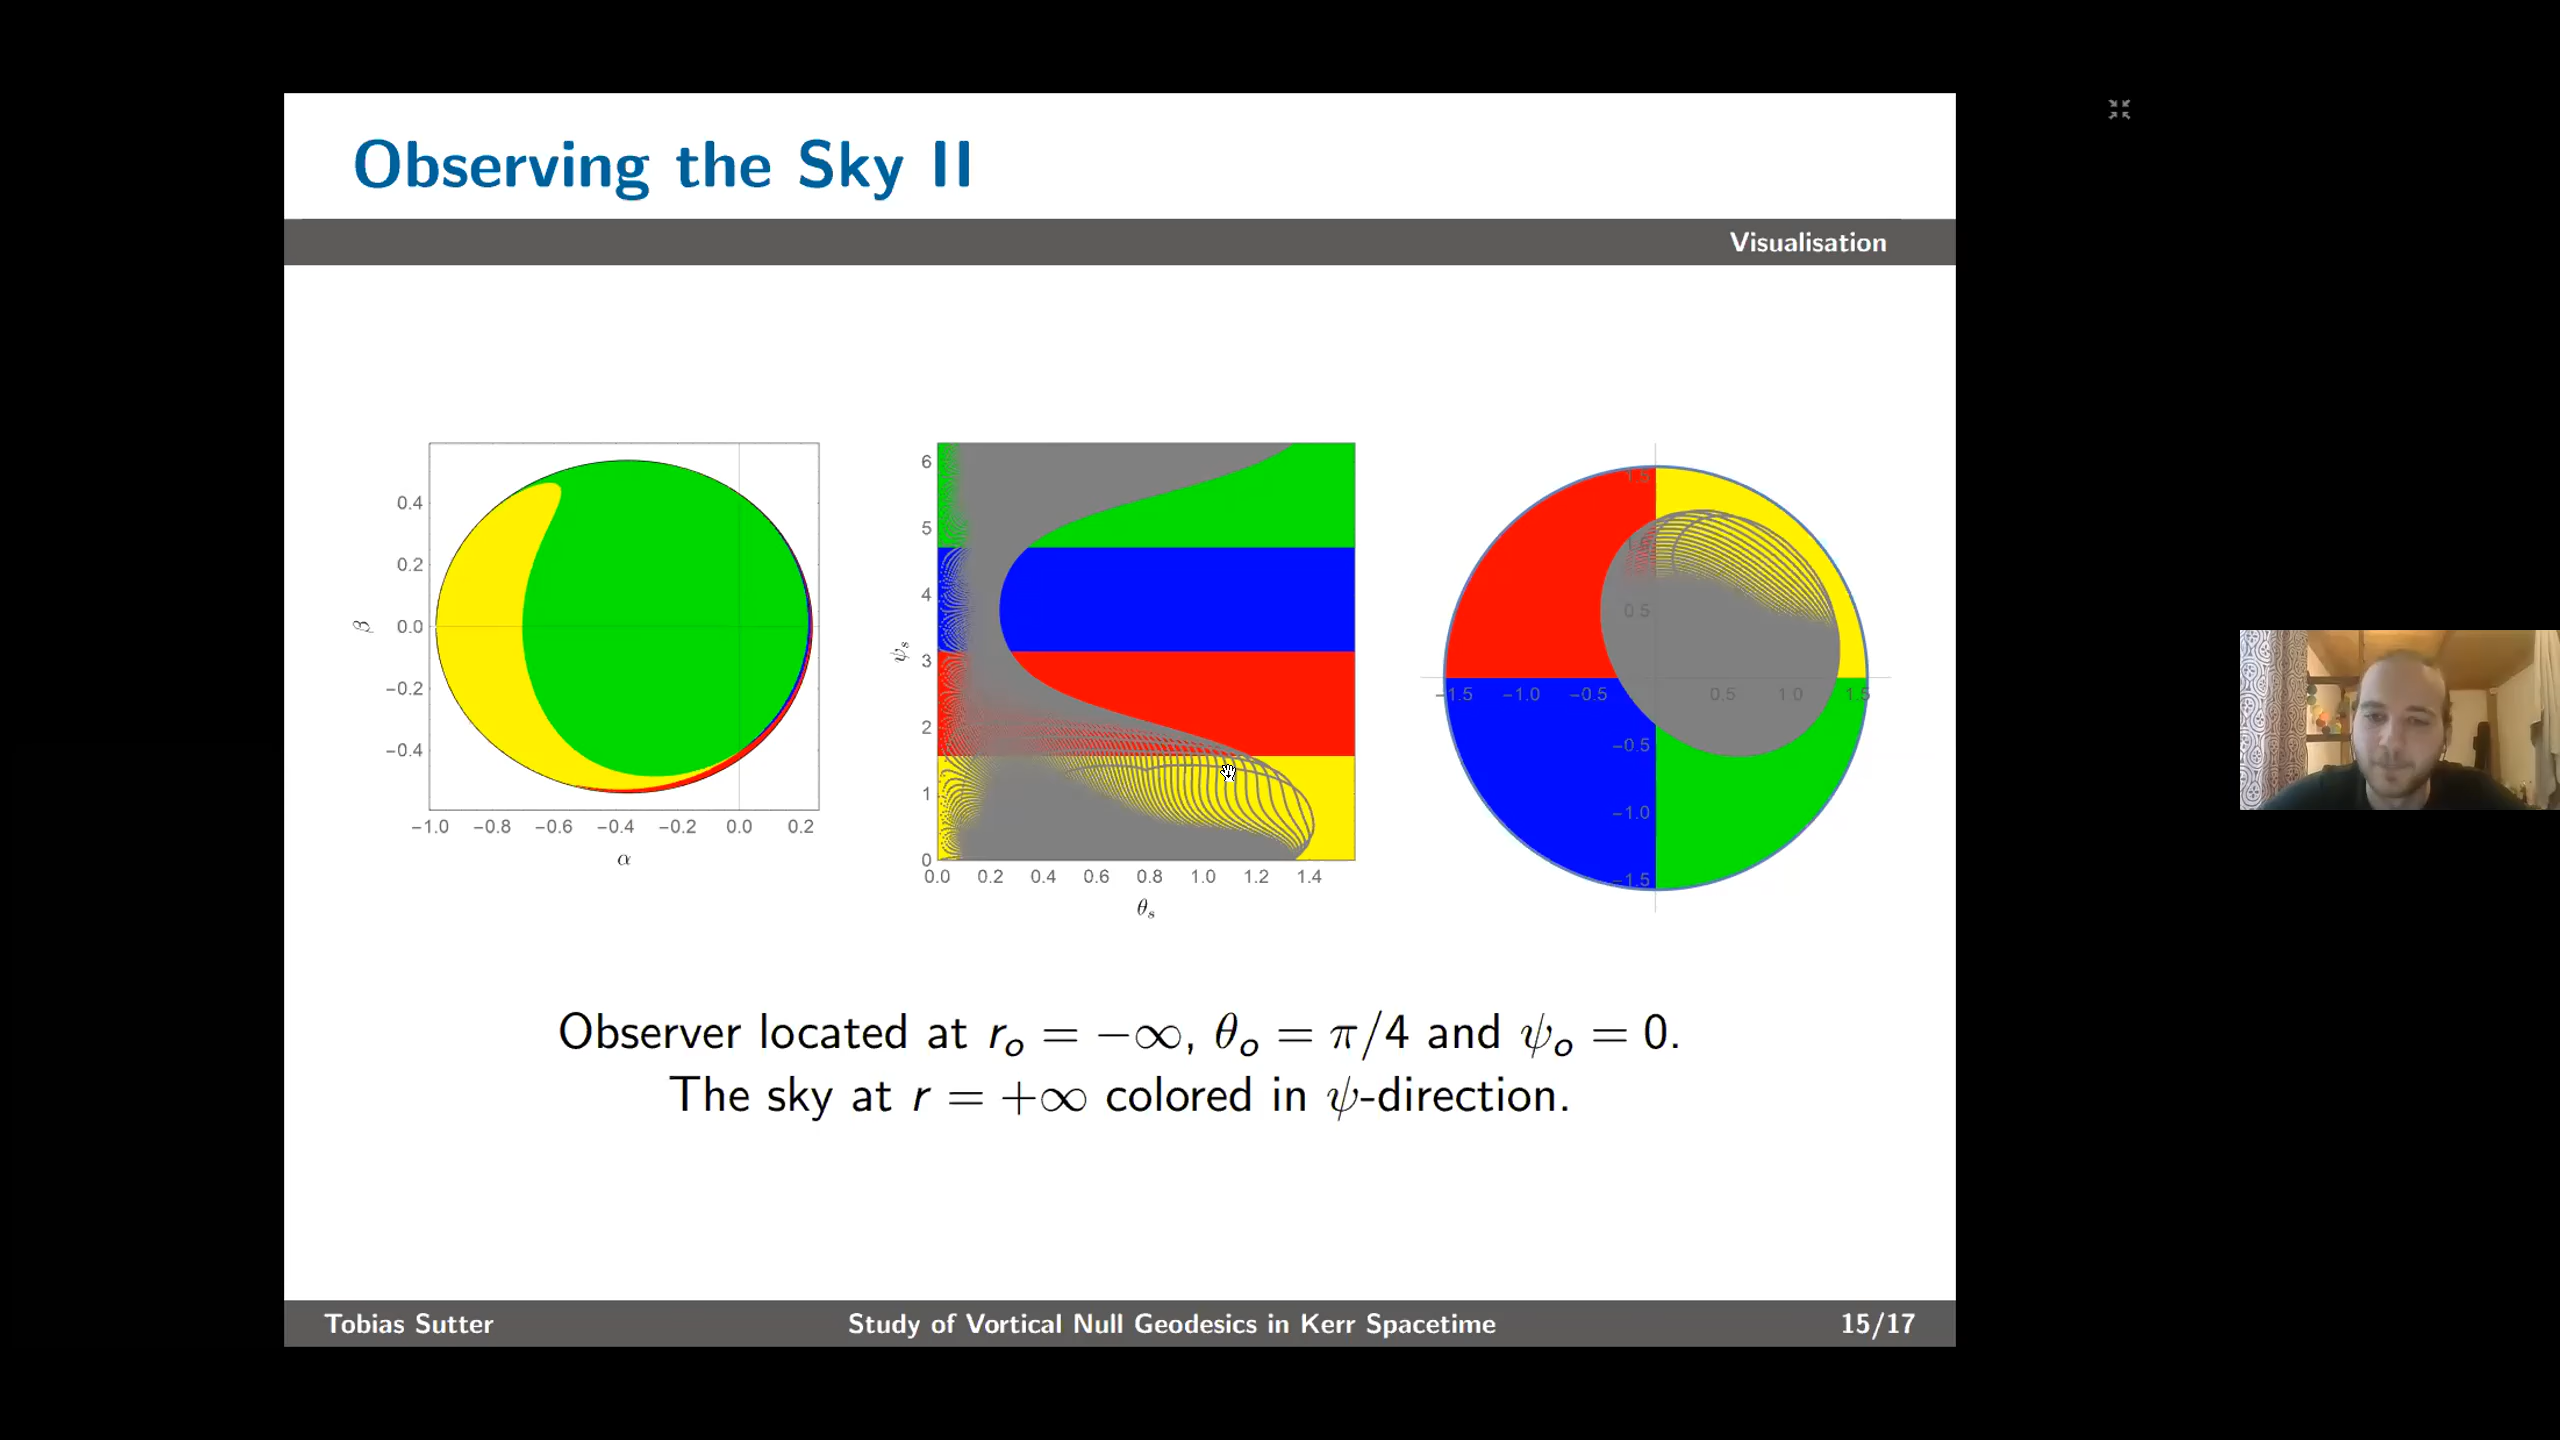 Observing the Sky II
Visualisation
β
0.4
0.2
0.0
−0.2
−0.4
−1.0 −0.8 −0.6 −0.4 −0.2 0.0 0.2
α
ψₛ
6
5
4
3
2
1
0
0.0 0.2 0.4 0.6 0.8 1.0 1.2 1.4
θₛ
1.5
1.0
0.5
−1.5 −1.0 −0.5 0.5 1.0 1.5
−0.5
−1.0
−1.5
Observer located at rₒ = −∞, θₒ = π/4 and ψₒ = 0.
The sky at r = +∞ colored in ψ-direction.
Tobias Sutter Study of Vortical Null Geodesics in Kerr Spacetime 15/17